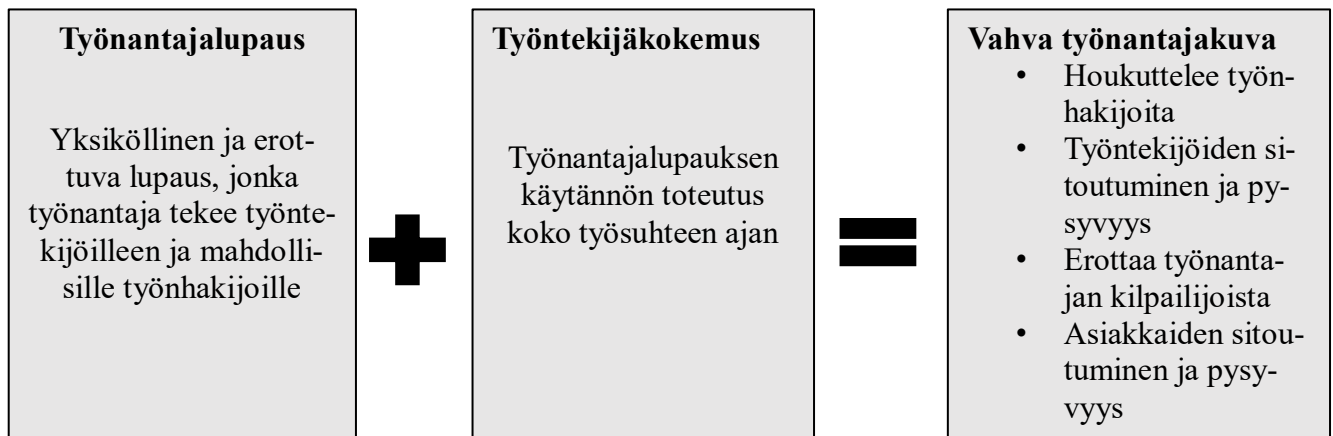 Työnantajalupaus
Yksiköllinen ja erot-
tuva lupaus, jonka
työnantaja tekee työnte-
kijöilleen ja mahdolli-
sille työnhakijoille
Työntekijäkokemus
Työnantajalupauksen
käytännön toteutus
koko työsuhteen ajan
Vahva työnantajakuva
• Houkuttelee työn-
hakijoita
• Työntekijöiden si-
toutuminen ja py-
syvyys
• Erottaa työnanta-
jan kilpailijoista
• Asiakkaiden sitou-
tuminen ja pysy-
vyys